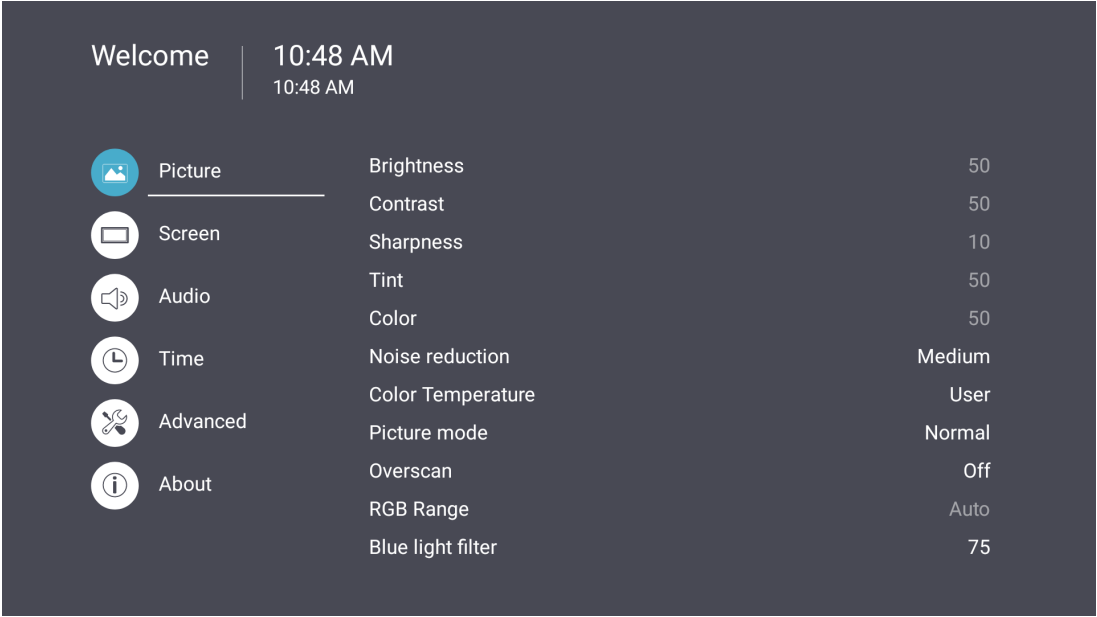 Welcome
10:48 AM
10:48 AM
Picture
Screen
Audio
Time
Advanced
About
Brightness 50
Contrast 50
Sharpness 10
Tint 50
Color 50
Noise reduction Medium
Color Temperature User
Picture mode Normal
Overscan Off
RGB Range Auto
Blue light filter 75